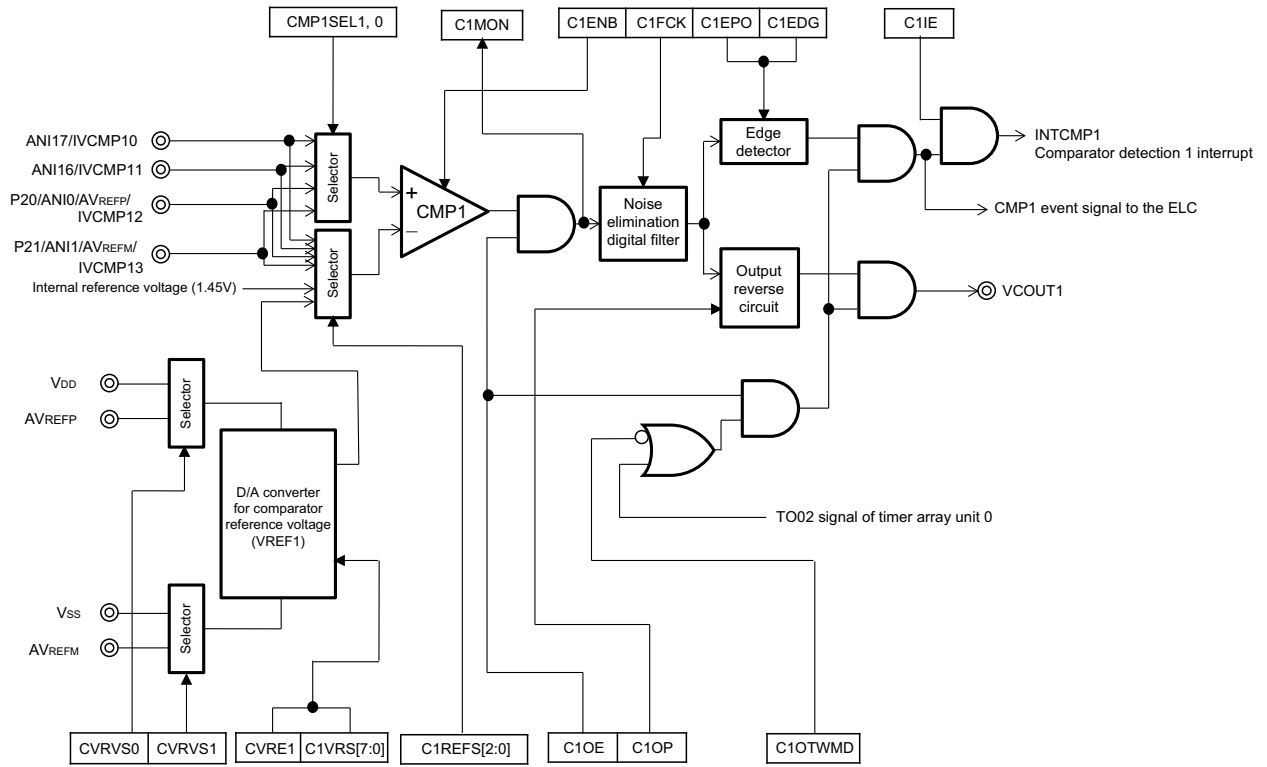 CMP1SEL1, 0
C1MON
C1ENB
C1FCK
C1EPO
C1EDG
C1IE
ANI17/IVCMP10
ANI16/IVCMP11
P20/ANI0/AVREFP/
IVCMP12
P21/ANI1/AVREFM/
IVCMP13
Internal reference voltage (1.45V)
Selector
Selector
+
−
CMP1
Noise
elimination
digital filter
Edge
detector
Output
reverse
circuit
INTCMP1
Comparator detection 1 interrupt
CMP1 event signal to the ELC
VCOUT1
VDD
AVREFP
Selector
D/A converter
for comparator
reference voltage
(VREF1)
VSS
AVREFM
Selector
TO02 signal of timer array unit 0
CVRVS0
CVRVS1
CVRE1
C1VRS[7:0]
C1REFS[2:0]
C1OE
C1OP
C1OTWMD